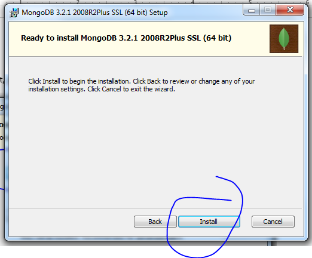 MongoDB 3.2.1 2008R2Plus SSL (64 bit) Setup
Ready to install MongoDB 3.2.1 2008R2Plus SSL (64 bit)
Click Install to begin the installation. Click Back to review or change any of your
installation settings. Click Cancel to exit the wizard.
Back Install Cancel